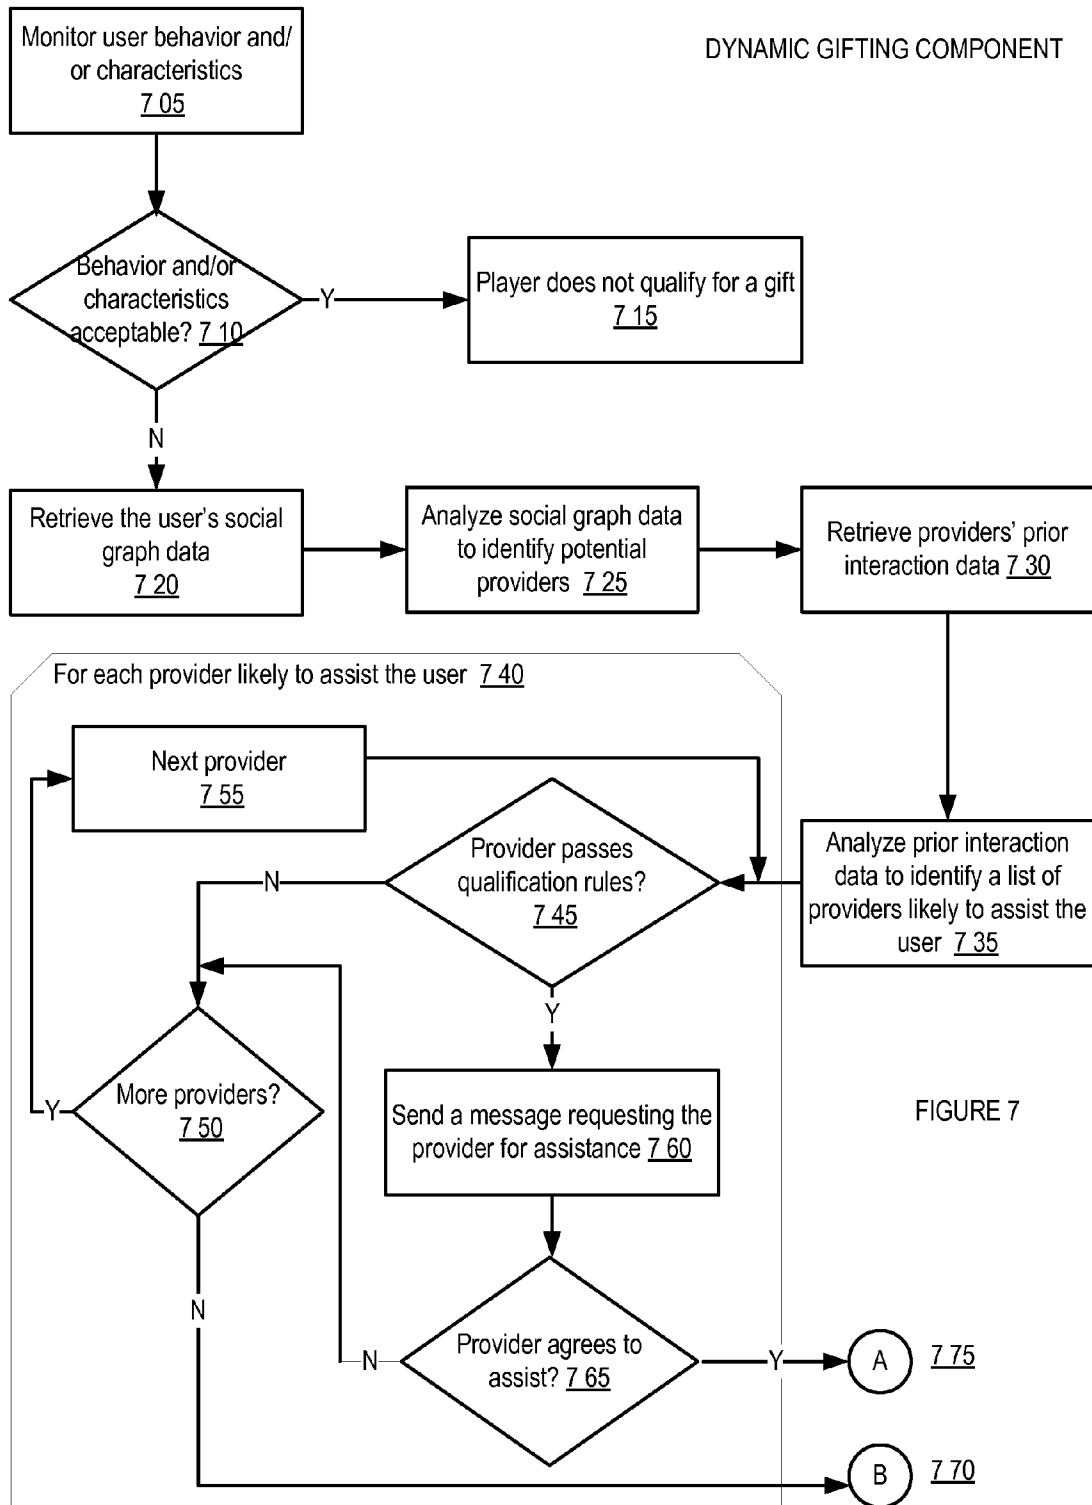 Monitor user behavior and/
or characteristics
7 05
DYNAMIC GIFTING COMPONENT
Behavior and/or
characteristics
acceptable? 7 10
Y
Player does not qualify for a gift
7 15
N
Retrieve the user's social
graph data
7 20
Analyze social graph data
to identify potential
providers 7 25
Retrieve providers' prior
interaction data 7 30
For each provider likely to assist the user 7 40
Next provider
7 55
Provider passes
qualification rules?
7 45
N
Analyze prior interaction
data to identify a list of
providers likely to assist the
user 7 35
Y
More providers?
7 50
Y
Send a message requesting the
provider for assistance 7 60
FIGURE 7
N
Provider agrees to
assist? 7 65
N
Y
A
7 75
B
7 70